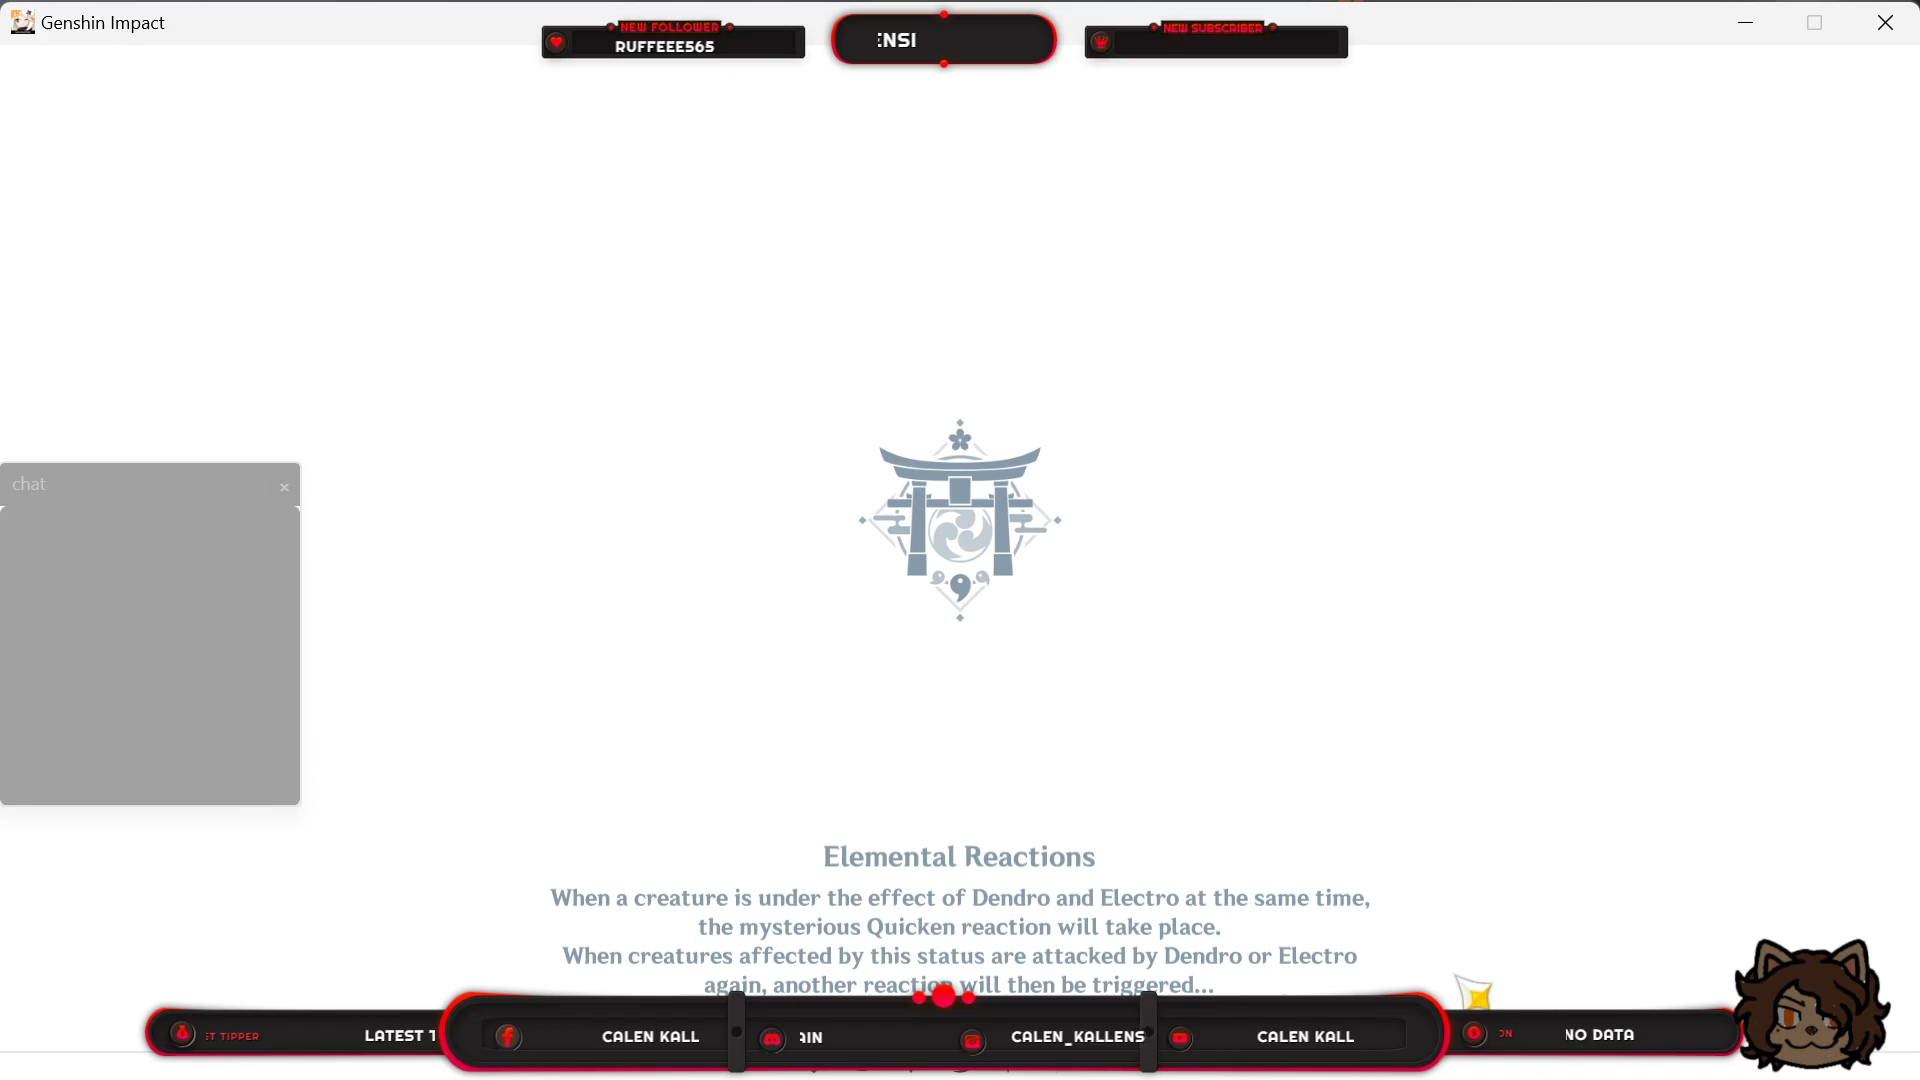 Genshin Impact
NEW FOLLOWER
RUFFEEE565
ENSI
NEW SUBSCRIBER
chat
Elemental Reactions
When a creature is under the effect of Dendro and Electro at the same time,
the mysterious Quicken reaction will take place.
When creatures affected by this status are attacked by Dendro or Electro
again, another reaction will then be triggered...
ST TIPPER
LATEST T
CALEN KALL
AIN
CALEN_KALLENS
CALEN KALL
ON
NO DATA